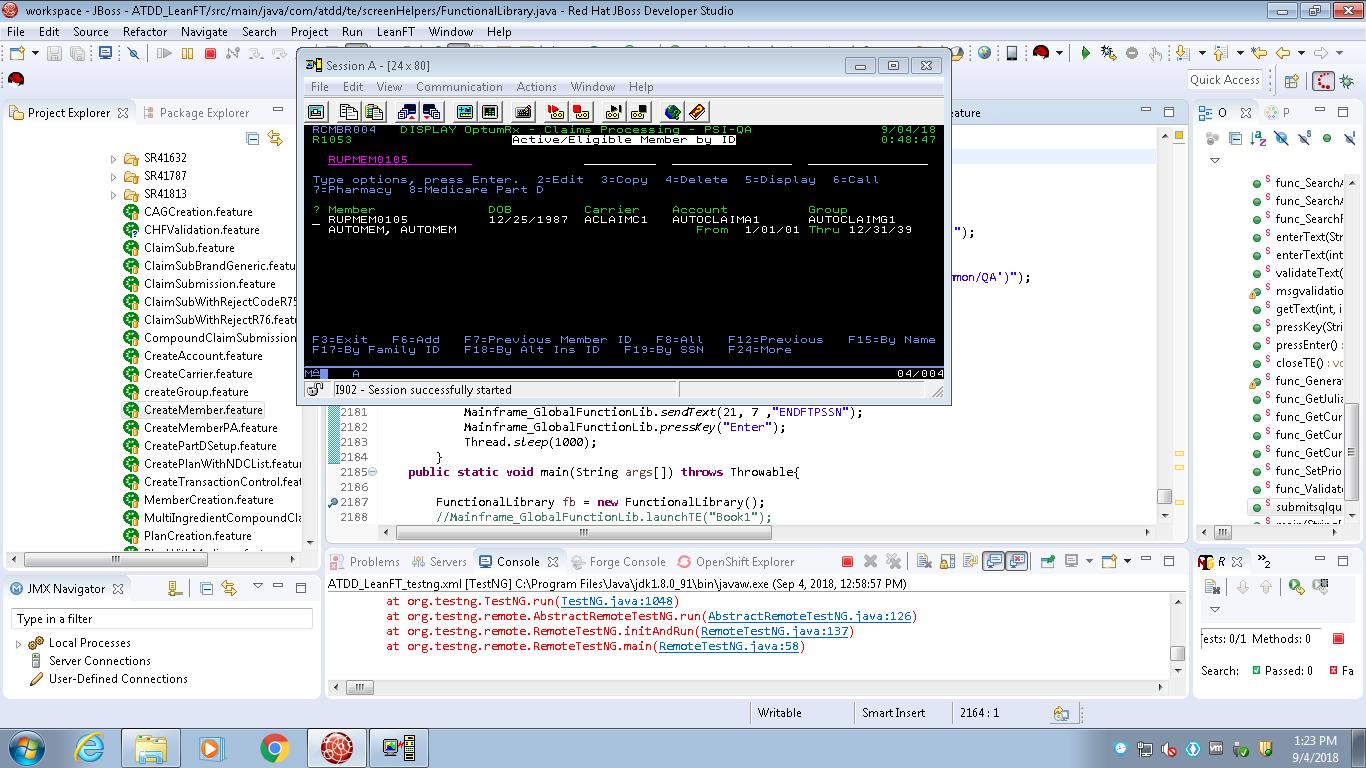 workspace - JBoss - ATDD_LeanFT/src/main/java/com/atdd/te/screenHelpers/FunctionalLibrary.java - Red Hat JBoss Developer Studio
File Edit Source Refactor Navigate Search Project Run LeanFT Window Help
Quick Access
Project Explorer
Package Explorer
SR41632
SR41787
SR41813
CAGCreation.feature
CHFValidation.feature
ClaimSub.feature
ClaimSubBrandGeneric.featu
ClaimSubmission.feature
ClaimSubWithRejectCodeR75
ClaimSubWithRejectR76.featu
CompoundClaimSubmission
CreateAccount.feature
CreateCarrier.feature
createGroup.feature
CreateMember.feature
CreateMemberPA.feature
CreatePartDSetup.feature
CreatePlanWithNDCList.featu
CreateTransactionControl.feat
MemberCreation.feature
MultiIngredientCompoundCla
PlanCreation.feature
Session A - [24 x 80]
File Edit View Communication Actions Window Help
RCMBR004 DISPLAY OptumRx - Claims Processing - PSI-QA 9/04/18
R1053 Active/Eligible Member by ID 0:48:47
RUPMEM0105
Type options, press Enter. 2=Edit 3=Copy 4=Delete 5=Display 6=Call
7=Pharmacy 8=Medicare Part D
? Member DOB Carrier Account Group
RUPMEM0105 12/25/1987 ACLAIMC1 AUTOCLAIMA1 AUTOCLAIMG1
AUTOMEM, AUTOMEM From 1/01/01 Thru 12/31/39
F3=Exit F6=Add F7=Previous Member ID F8=All F12=Previous F15=By Name
F17=By Family ID F18=By Alt Ins ID F19=By SSN F24=More
MA A 04/004
I902 - Session successfully started
eature
");
mon/QA')");
2181 Mainframe_GlobalFunctionLib.sendText(21, 7 ,"ENDFTPSSN");
2182 Mainframe_GlobalFunctionLib.pressKey("Enter");
2183 Thread.sleep(1000);
2184 }
2185 public static void main(String args[]) throws Throwable{
2186
2187 FunctionalLibrary fb = new FunctionalLibrary();
2188 //Mainframe_GlobalFunctionLib.launchTE("Book1");
O P
func_SearchA
func_SearchA
func_SearchF
enterText(Str
enterText(int
validateText(
msgvalidation
getText(int, i
pressKey(Stri
pressEnter() :
closeTE() : vo
func_Genera
func_GetJulia
func_GetCur
func_GetCur
func_GetCur
func_SetPrio
func_Validate
submitsqlqu
JMX Navigator
Type in a filter
Local Processes
Server Connections
User-Defined Connections
Problems Servers Console Forge Console OpenShift Explorer
ATDD_LeanFT_testng.xml [TestNG] C:\Program Files\Java\jdk1.8.0_91\bin\javaw.exe (Sep 4, 2018, 12:58:57 PM)
at org.testng.TestNG.run(TestNG.java:1048)
at org.testng.remote.AbstractRemoteTestNG.run(AbstractRemoteTestNG.java:126)
at org.testng.remote.RemoteTestNG.initAndRun(RemoteTestNG.java:137)
at org.testng.remote.RemoteTestNG.main(RemoteTestNG.java:58)
R »2
ests: 0/1 Methods: 0
Search: Passed: 0 Fa
Writable Smart Insert 2164 : 1
1:23 PM
9/4/2018